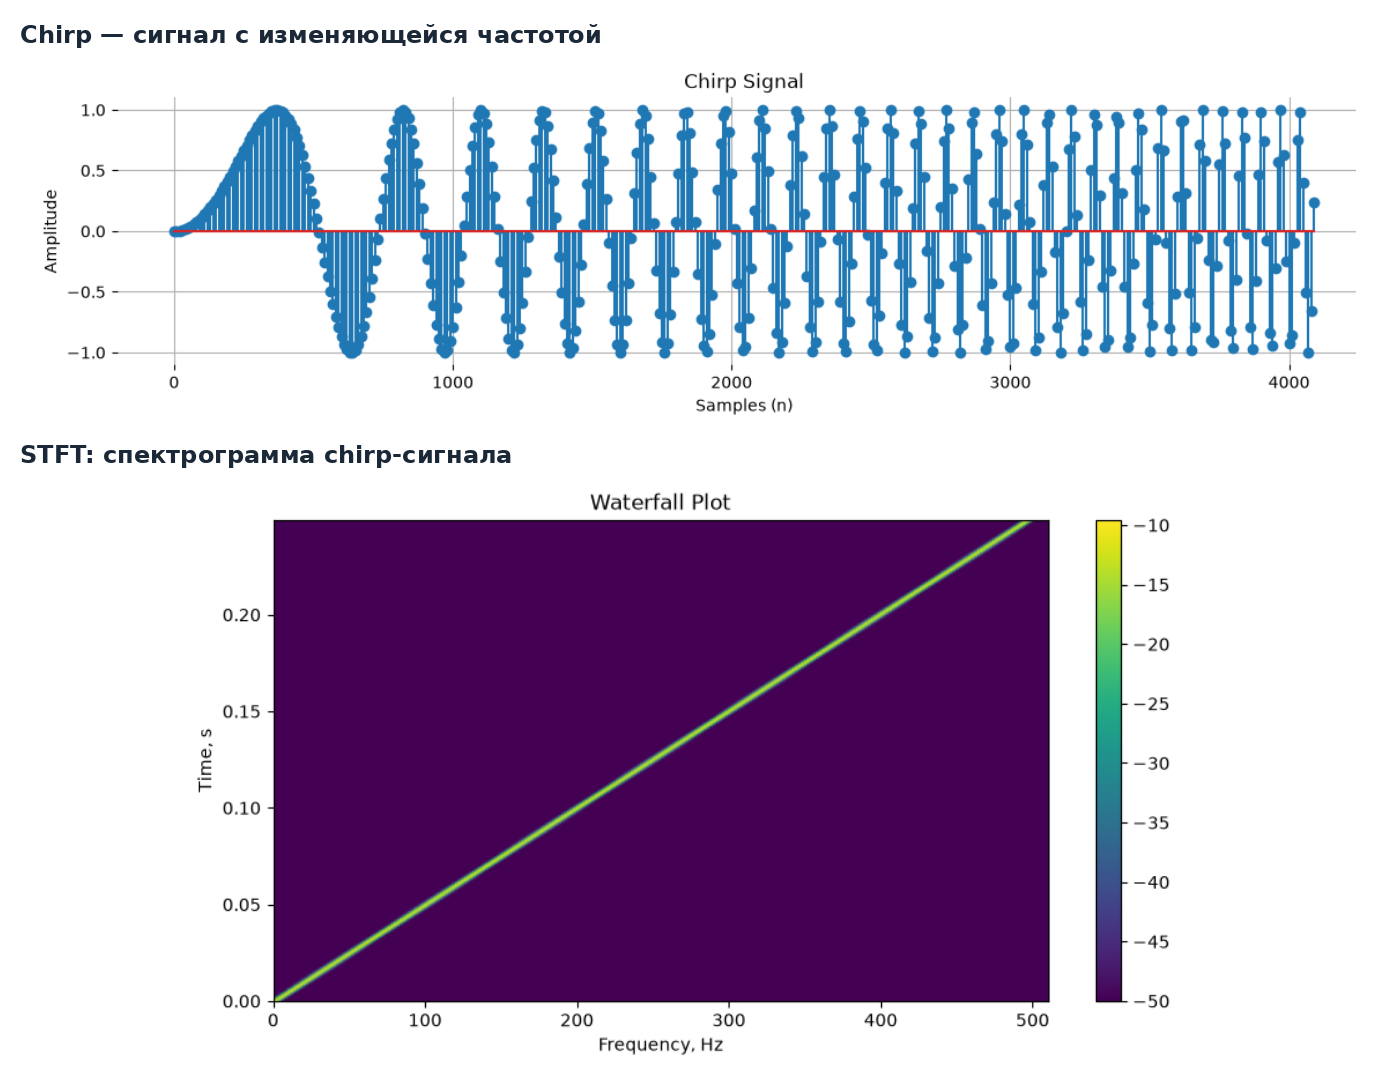 Chirp — сигнал с изменяющейся частотой
Chirp Signal
1.0
0.5
0.0
−0.5
−1.0
Amplitude
0 1000 2000 3000 4000
Samples (n)
STFT: спектрограмма chirp-сигнала
Waterfall Plot
0.20
0.15
0.10
0.05
0.00
Time, s
0 100 200 300 400 500
Frequency, Hz
−10
−15
−20
−25
−30
−35
−40
−45
−50